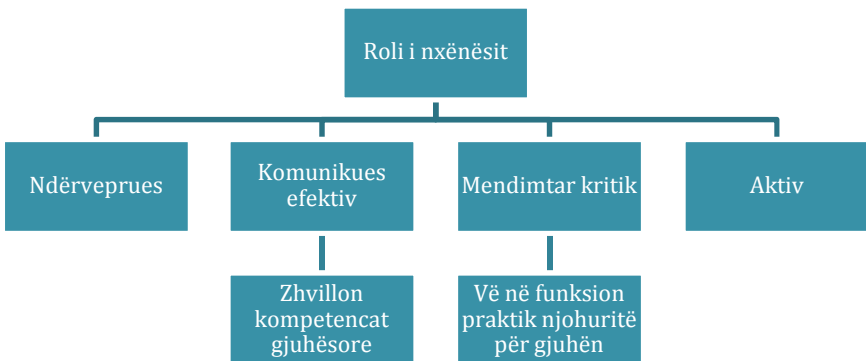 Roli i nxënësit
Ndërveprues
Komunikues
efektiv
Mendimtar kritik
Aktiv
Zhvillon
kompetencat
gjuhësore
Vë në funksion
praktik njohuritë
për gjuhën